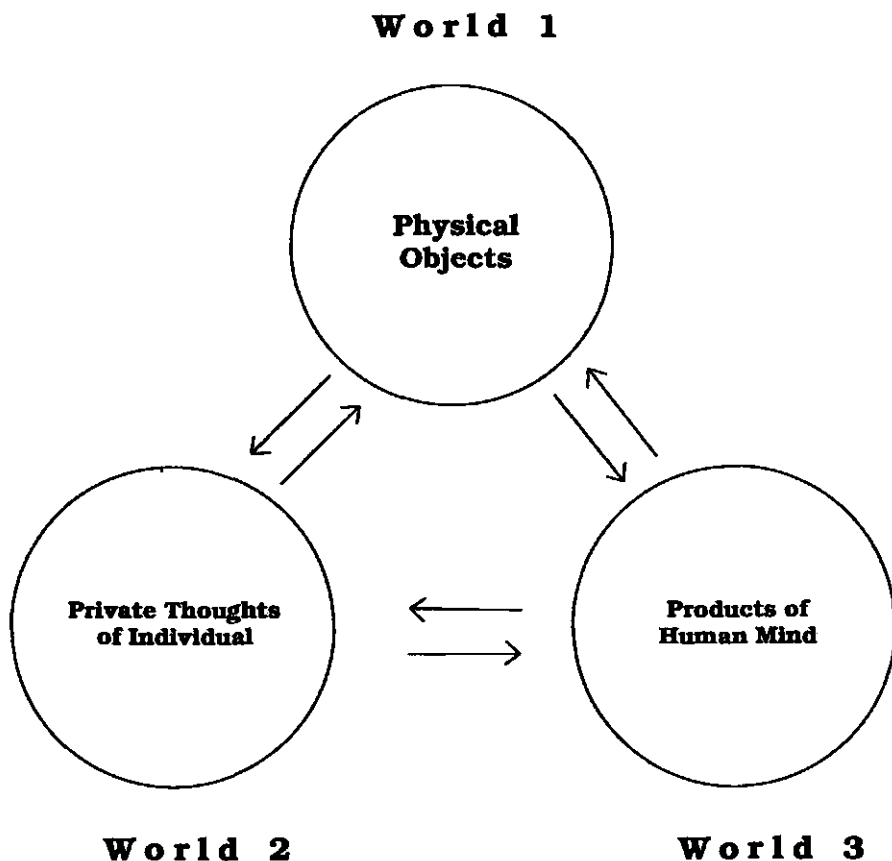 World 1
Physical
Objects
Private Thoughts
of Individual
Products of
Human Mind
World 2
World 3